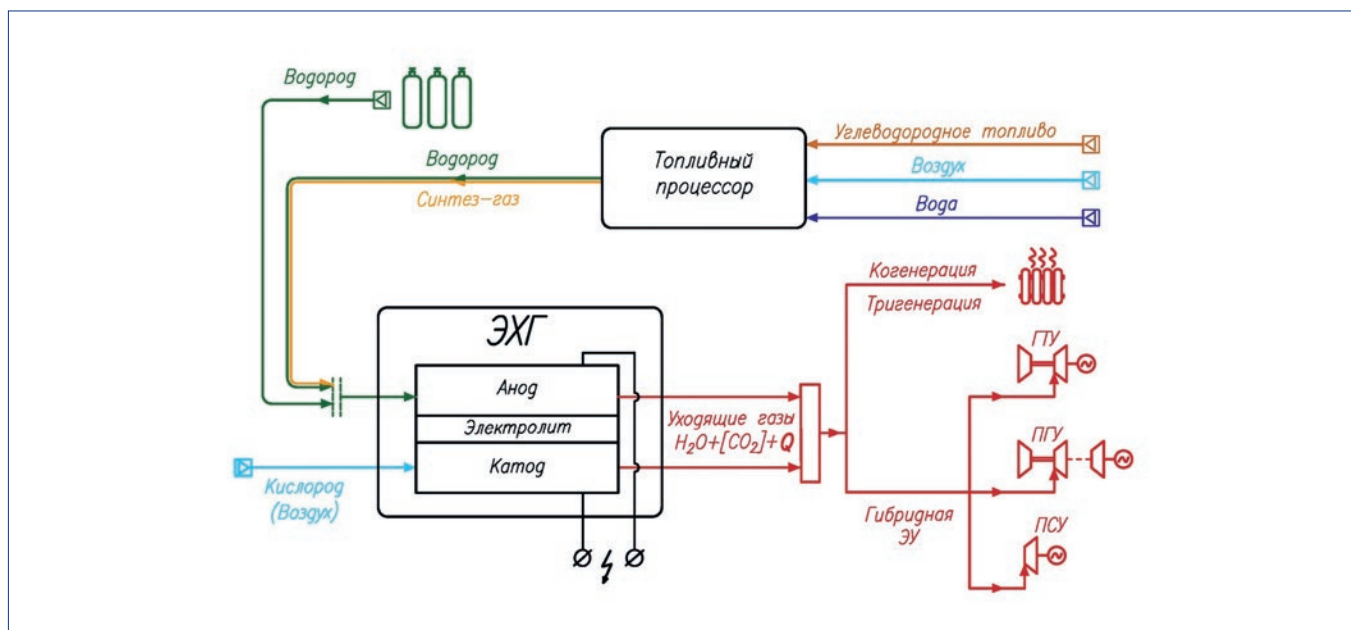 Водород
Углеводородное топливо
Топливный
процессор
Водород
Воздух
Синтез-газ
Вода
Когенерация
Тригенерация
ЭХГ
ГТУ
Анод
Уходящие газы
Электролит
H₂O+[CO₂]+Q
ПГУ
Катод
Кислород
(Воздух)
Гибридная
ЭУ
ПСУ